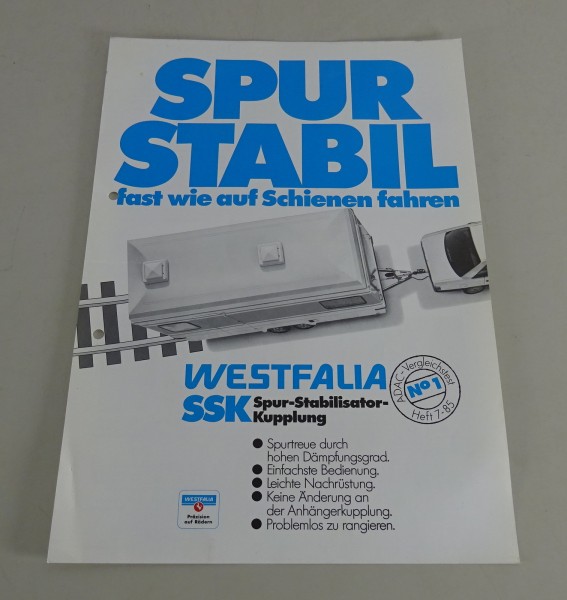 SPUR
STABIL
fast wie auf Schienen fahren
WESTFALIA
SSK Spur-Stabilisator-
Kupplung
ADAC-Vergleichstest
No 1
Heft 7-85
● Spurtreue durch
hohen Dämpfungsgrad.
● Einfachste Bedienung.
● Leichte Nachrüstung.
● Keine Änderung an
der Anhängerkupplung.
● Problemlos zu rangieren.
WESTFALIA
Präzision
auf Rädern